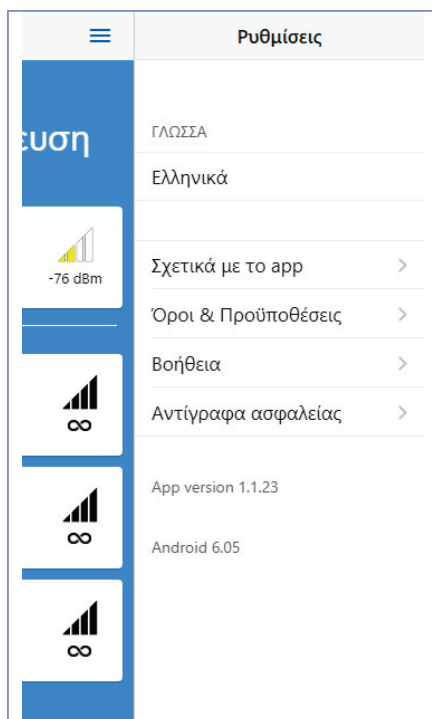 Ρυθμίσεις
ευση
-76 dBm
∞
∞
∞
ΓΛΩΣΣΑ
Ελληνικά
Σχετικά με το app
Όροι & Προϋποθέσεις
Βοήθεια
Αντίγραφα ασφαλείας
App version 1.1.23
Android 6.05